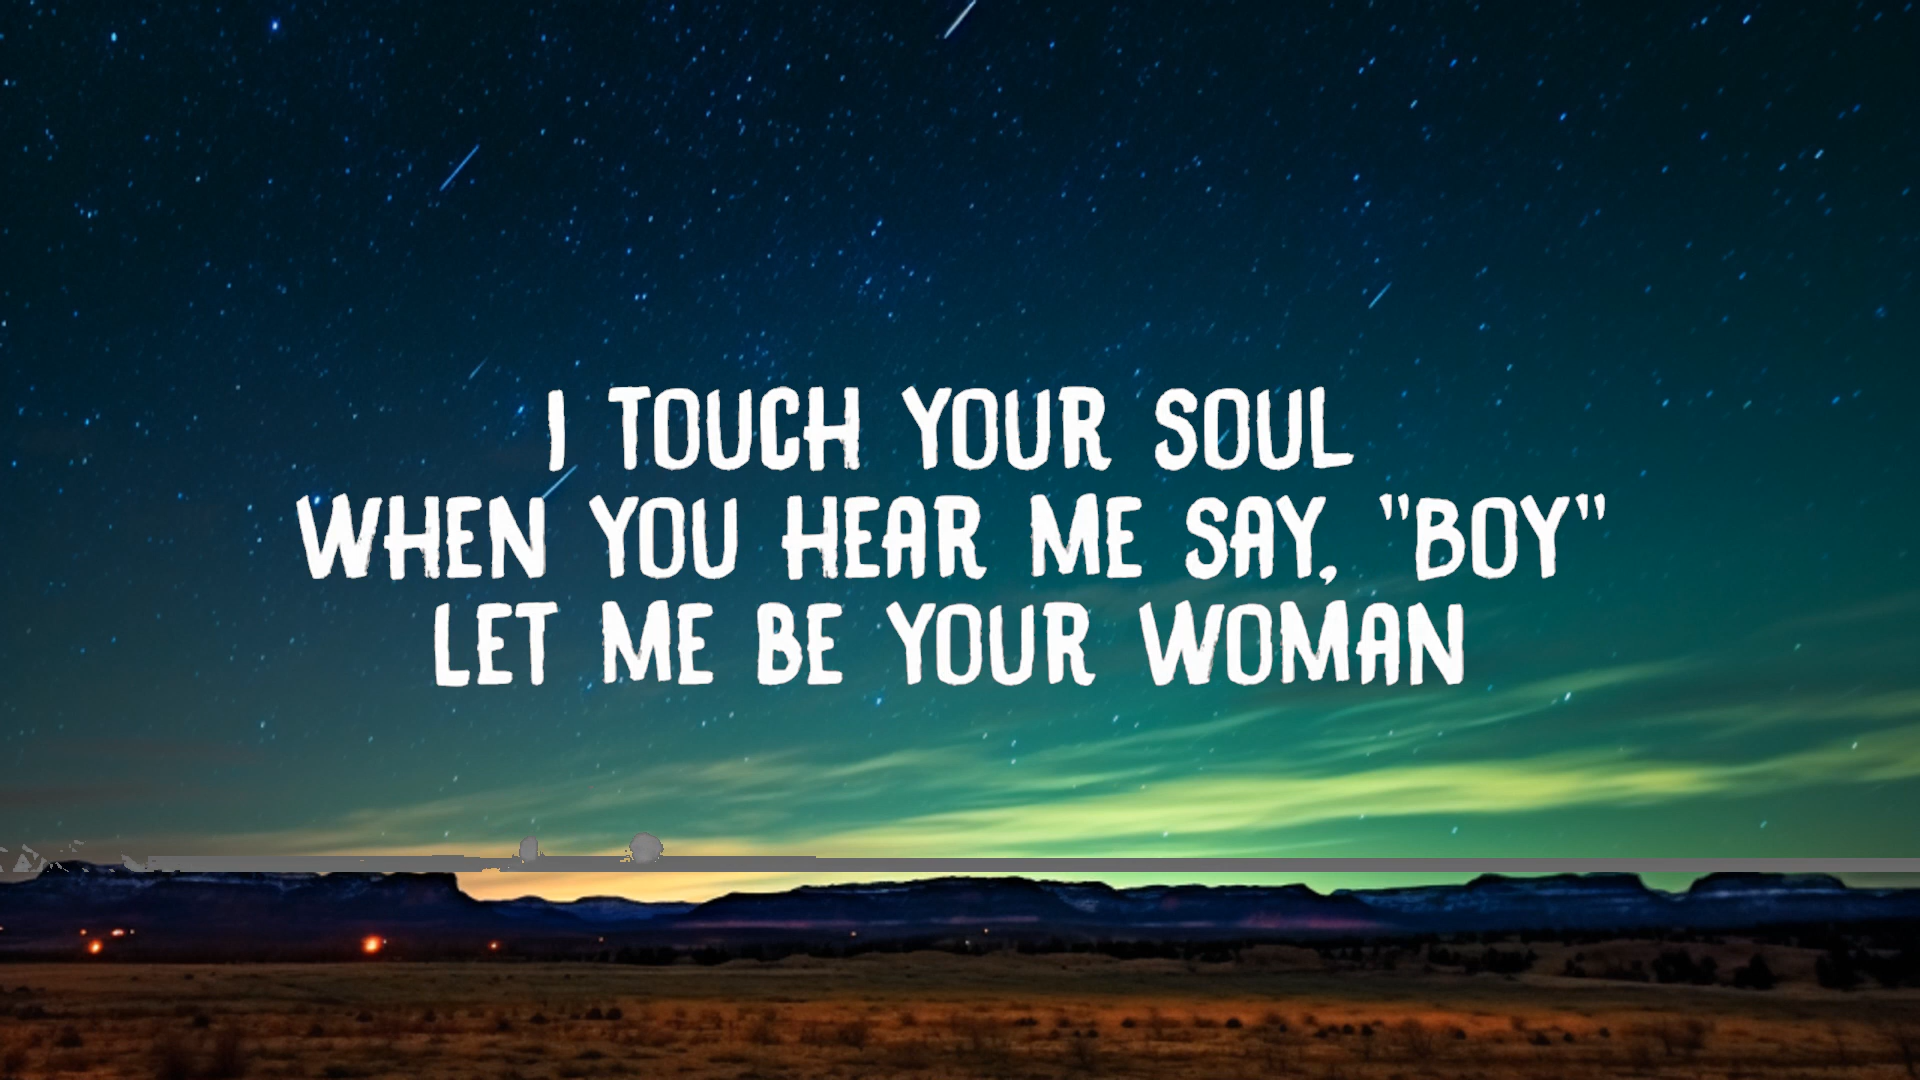 I TOUCH YOUR SOUL
WHEN YOU HEAR ME SAY, "BOY"
LET ME BE YOUR WOMAN